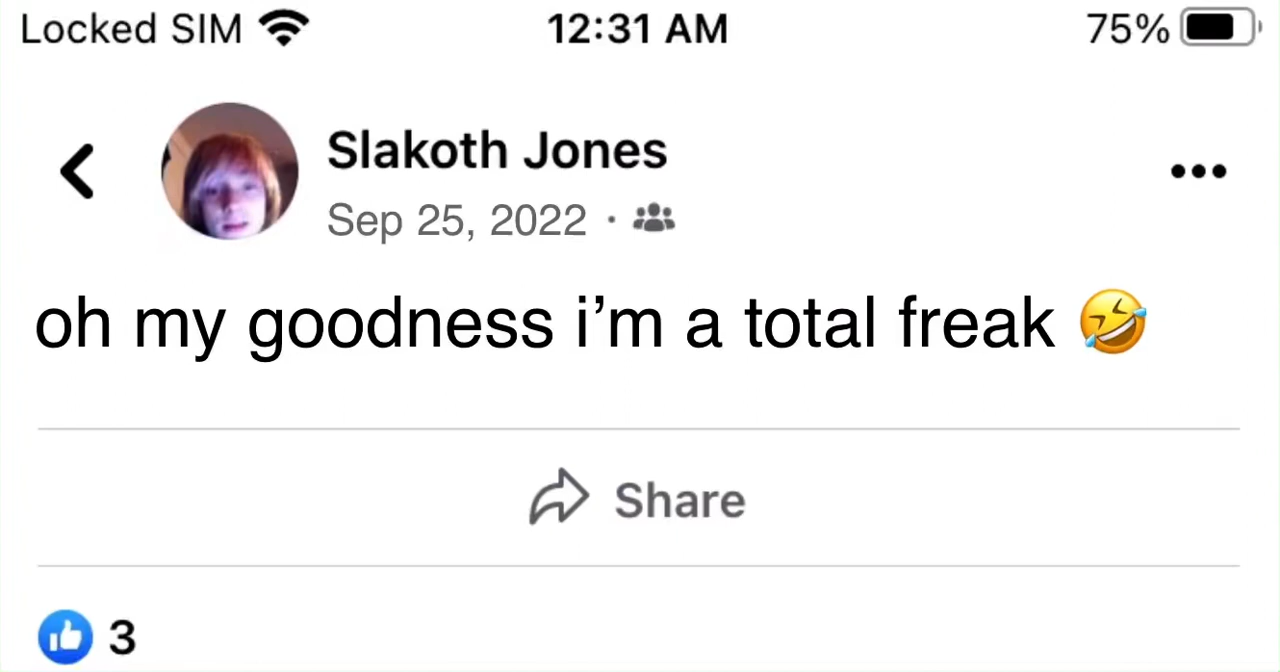 Locked SIM 12:31 AM 75%
Slakoth Jones
Sep 25, 2022 ·
oh my goodness i’m a total freak 🤣
Share
3